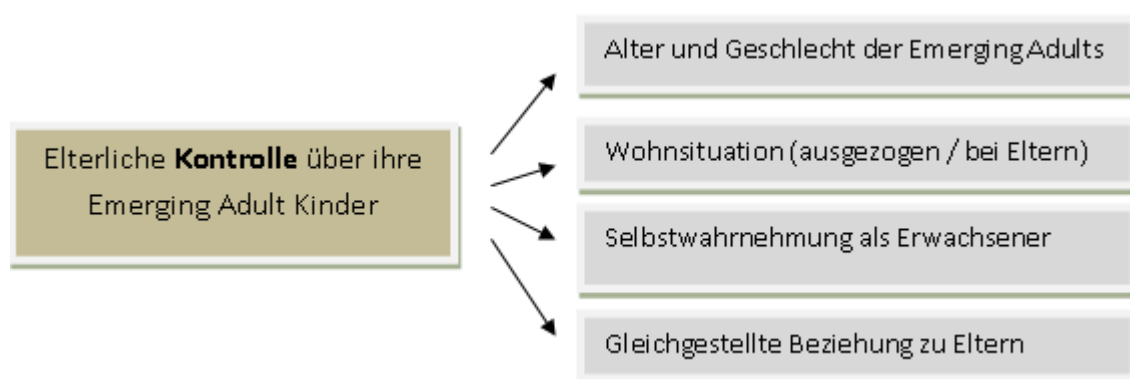 Alter und Geschlecht der Emerging Adults
Elterliche Kontrolle über ihre
Emerging Adult Kinder
Wohnsituation (ausgezogen / bei Eltern)
Selbstwahrnehmung als Erwachsener
Gleichgestellte Beziehung zu Eltern